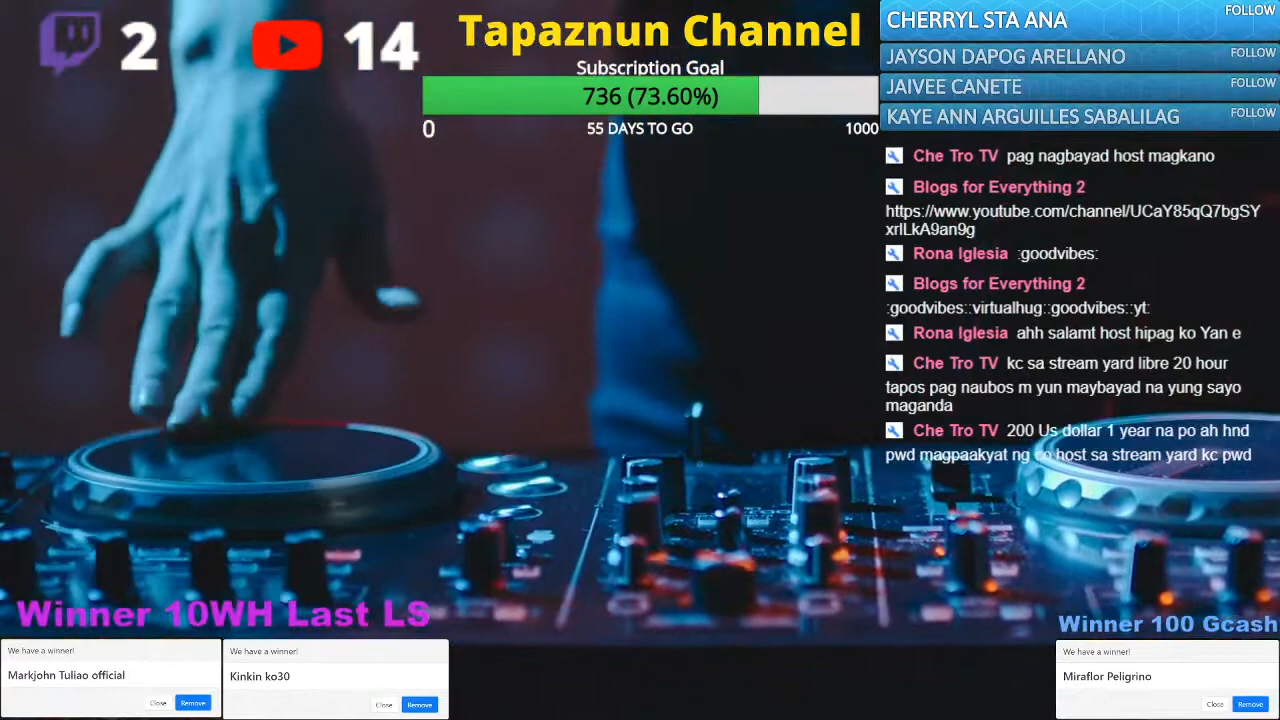 2
14
Tapaznun Channel
Subscription Goal
736 (73.60%)
0
55 DAYS TO GO
1000
CHERRYL STA ANA FOLLOW
JAYSON DAPOG ARELLANO FOLLOW
JAIVEE CANETE FOLLOW
KAYE ANN ARGUILLES SABALILAG FOLLOW
Che Tro TV pag nagbayad host magkano
Blogs for Everything 2
https://www.youtube.com/channel/UCaY85qQ7bgSY
xrlLkA9an9g
Rona Iglesia :goodvibes:
Blogs for Everything 2
:goodvibes::virtualhug::goodvibes::yt:
Rona Iglesia ahh salamt host hipag ko Yan e
Che Tro TV kc sa stream yard libre 20 hour
tapos pag naubos m yun maybayad na yung sayo
maganda
Che Tro TV 200 Us dollar 1 year na po ah hnd
pwd magpaakyat ng co host sa stream yard kc pwd
Winner 10WH Last LS
We have a winner!
Markjohn Tuliao official
Close Remove
We have a winner!
Kinkin ko30
Close Remove
Winner 100 Gcash
We have a winner!
Miraflor Peligrino
Close Remove